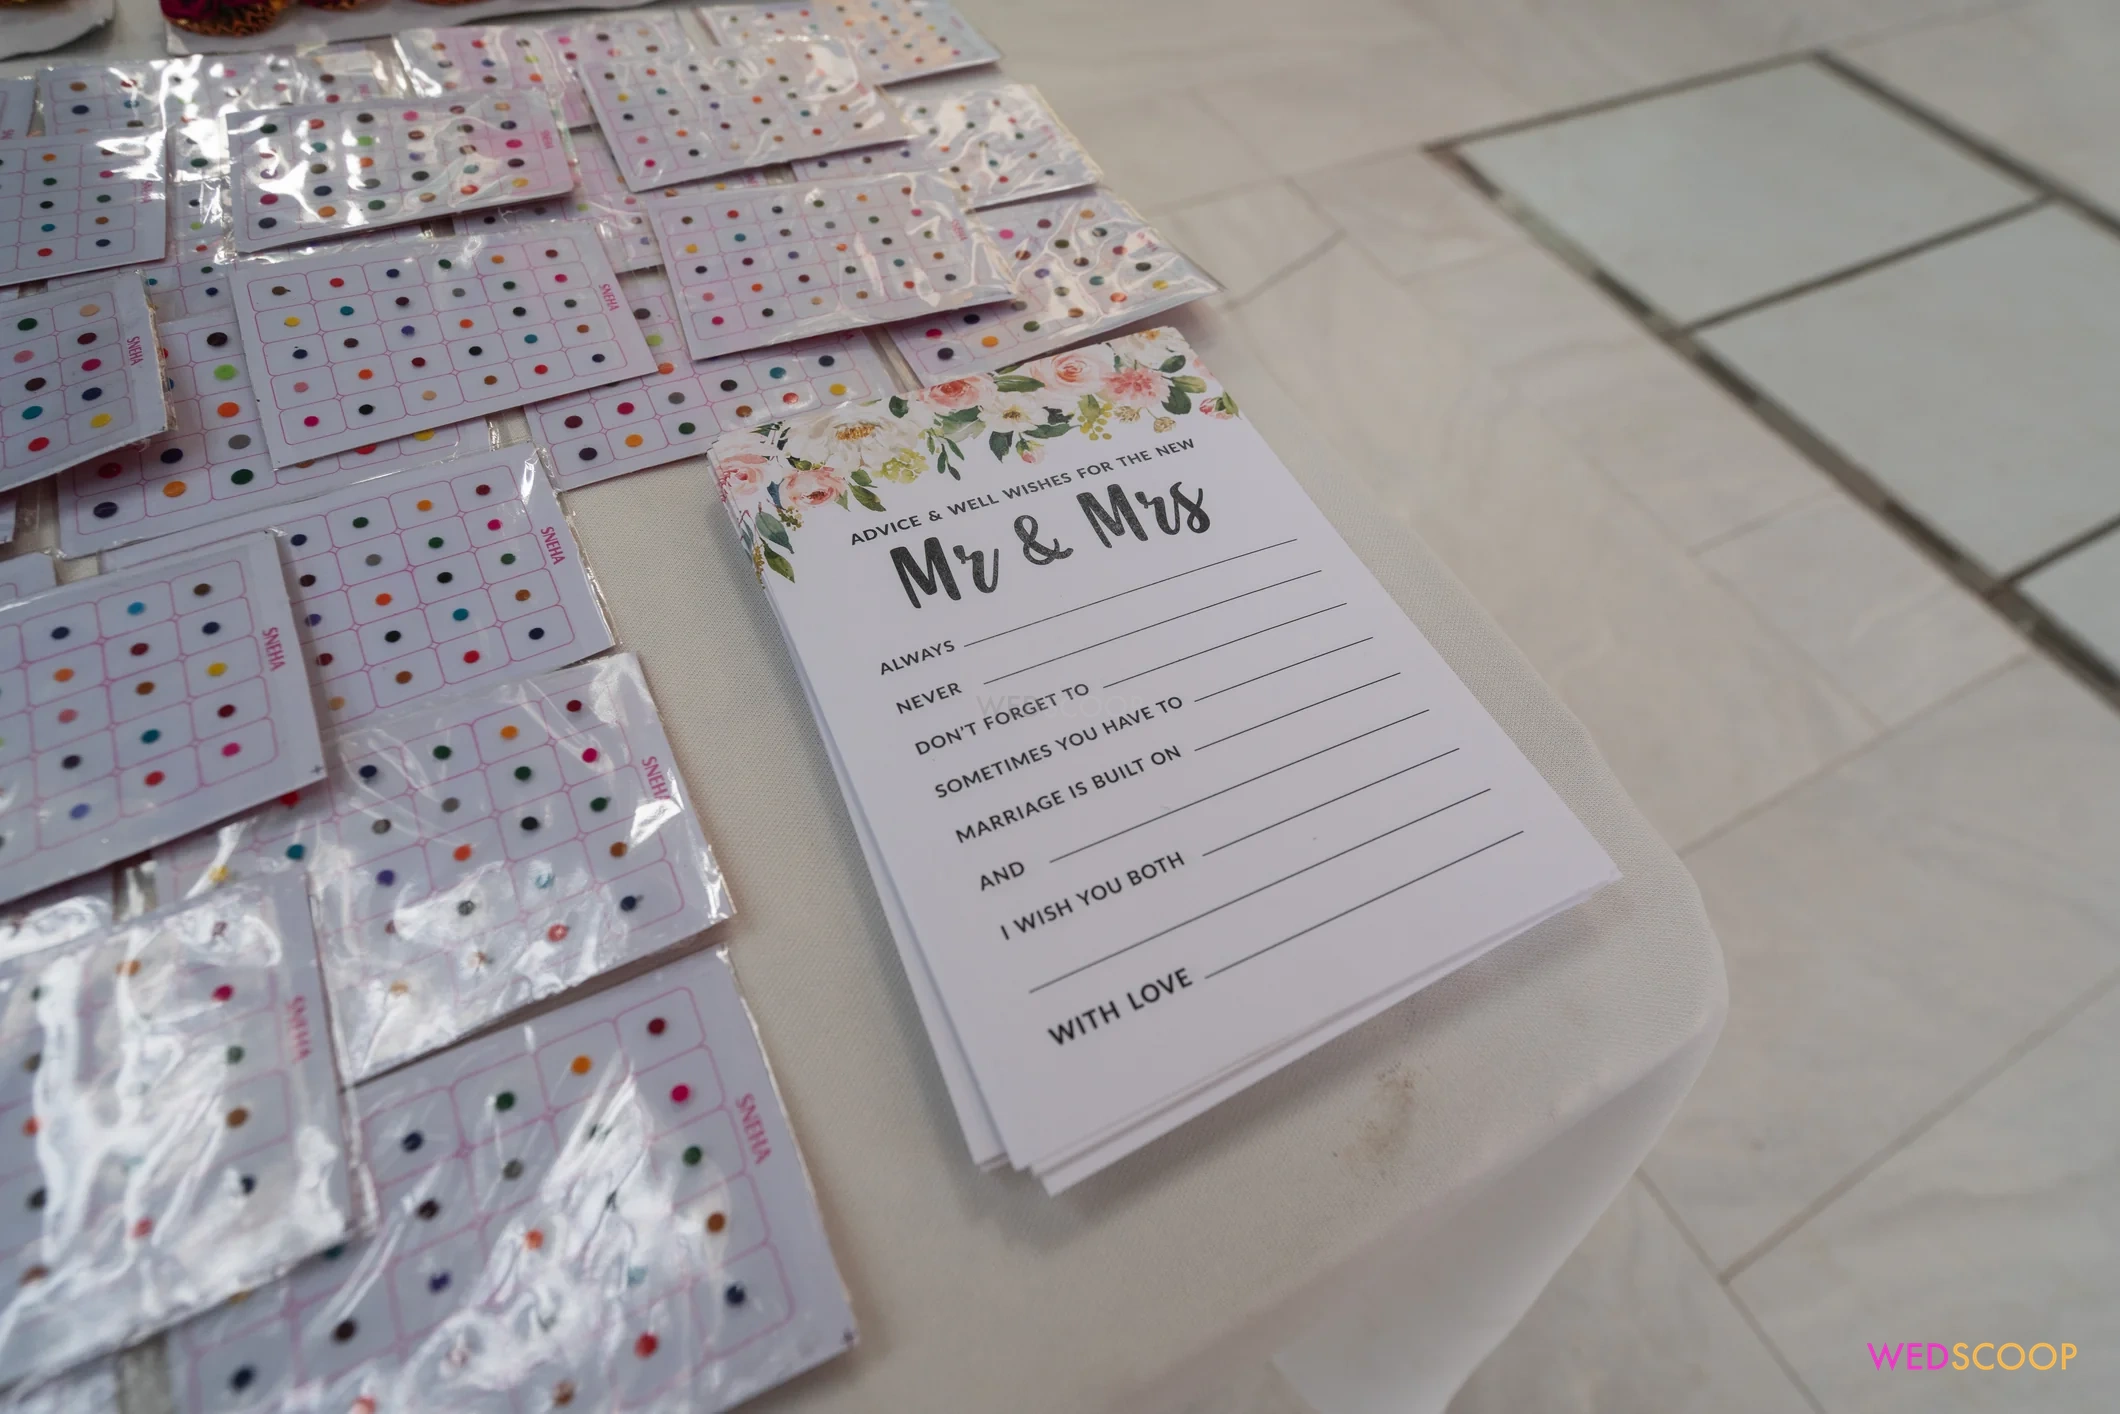 SNEHA
SNEHA
SNEHA
SNEHA
SNEHA
SNEHA
SNEHA
ADVICE & WELL WISHES FOR THE NEW
Mr & Mrs
ALWAYS
NEVER
DON'T FORGET TO
SOMETIMES YOU HAVE TO
MARRIAGE IS BUILT ON
AND
I WISH YOU BOTH
WITH LOVE
WEDSCOOP
WEDSCOOP